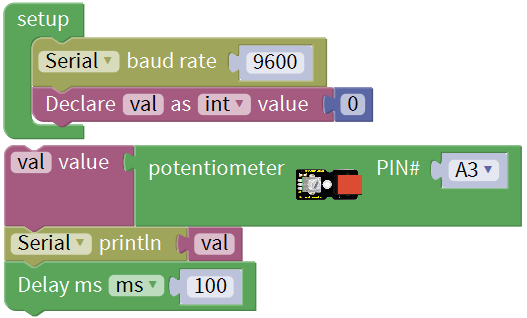 setup
Serial baud rate 9600
Declare val as int value 0
val value potentiometer PIN# A3
Serial println val
Delay ms ms 100